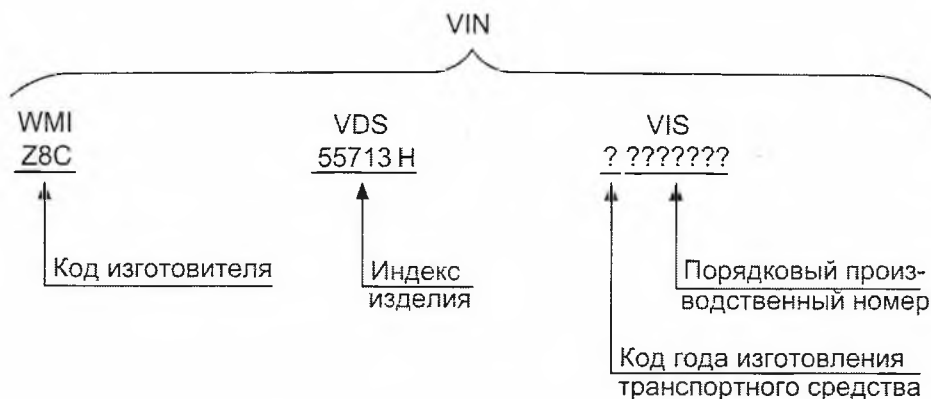 VIN
WMI
VDS
VIS
Z8C
55713 H
? ???????
Код изготовителя
Индекс
изделия
Порядковый произ-
водственный номер
Код года изготовления
транспортного средства